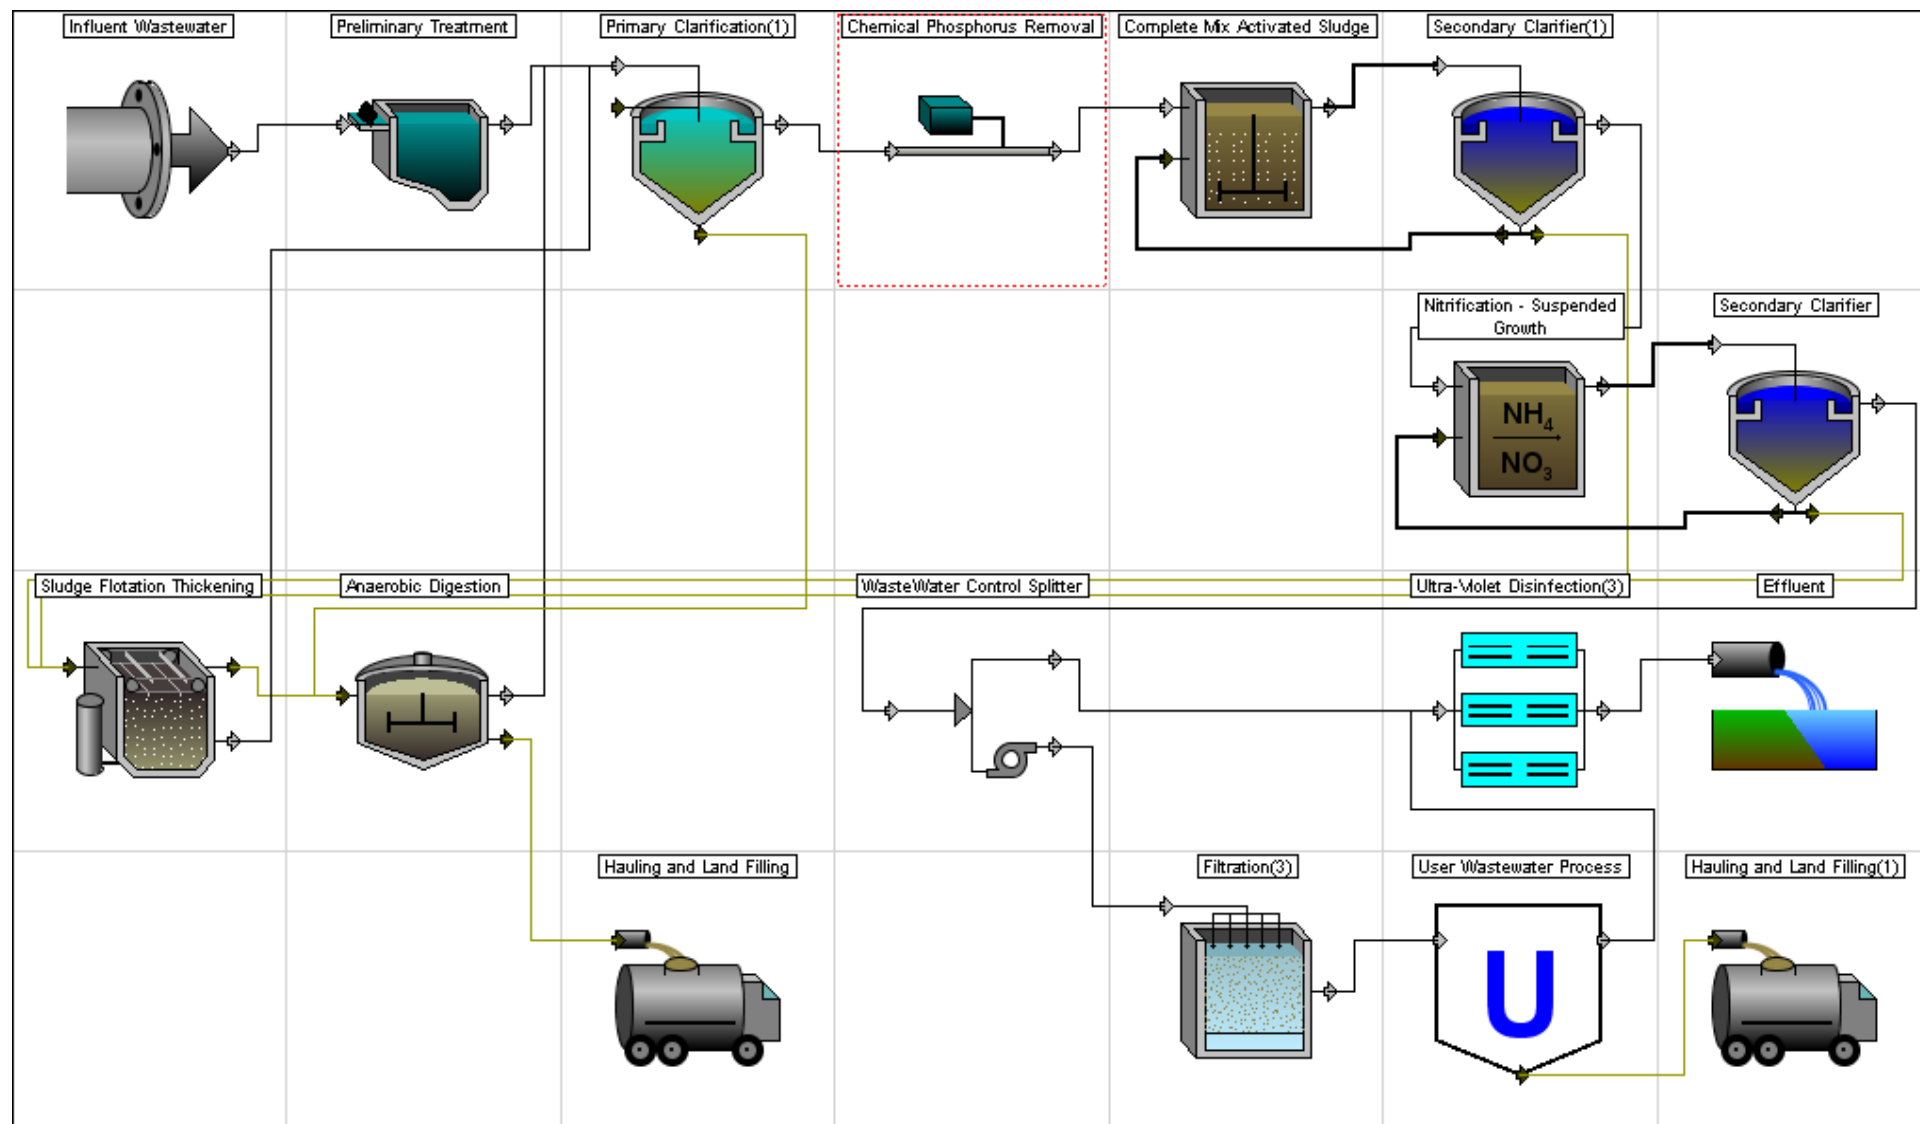 Influent Wastewater
Preliminary Treatment
Primary Clarification(1)
Chemical Phosphorus Removal
Complete Mix Activated Sludge
Secondary Clarifier(1)
Nitrification - Suspended
Growth
Secondary Clarifier
NH4
NO3
Sludge Flotation Thickening
Anaerobic Digestion
WasteWater Control Splitter
Ultra-Violet Disinfection(3)
Effluent
Hauling and Land Filling
Filtration(3)
User Wastewater Process
Hauling and Land Filling(1)
U